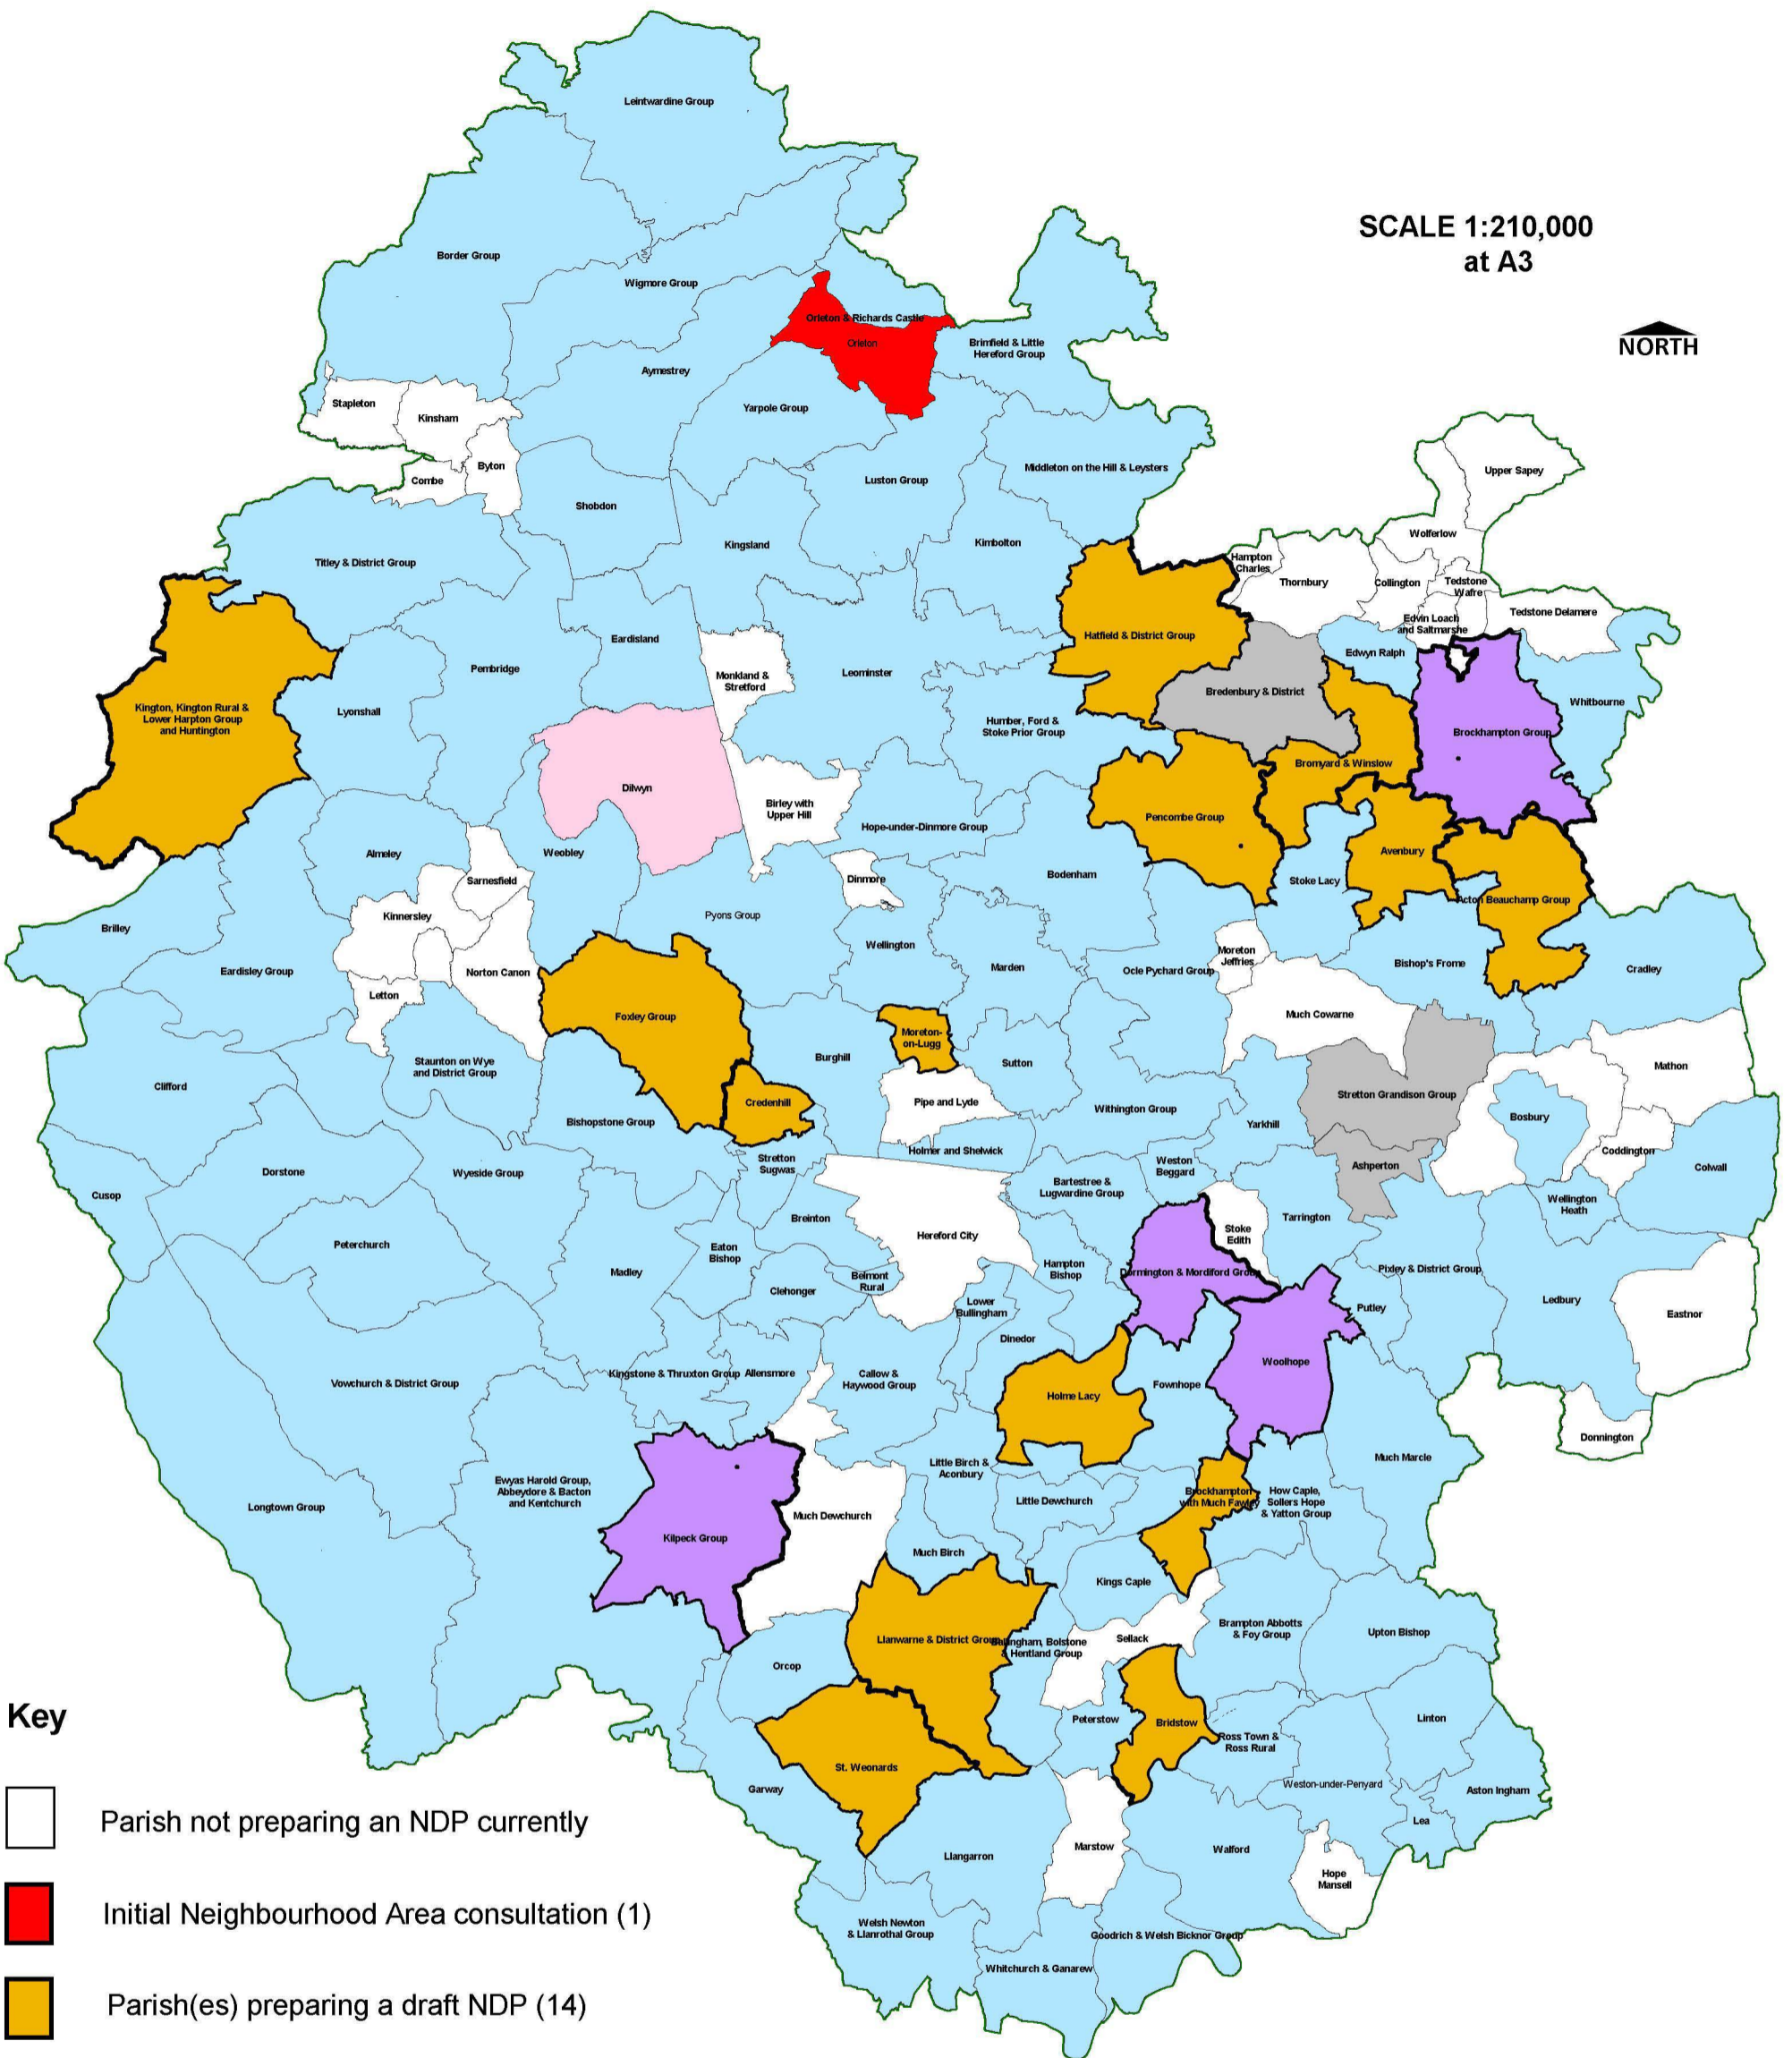 Leintwardine Group
SCALE 1:210,000
at A3
Border Group
Wigmore Group
Orleton & Richards Castle
Orleton
Brimfield & Little
Hereford Group
NORTH
Aymestrey
Yarpole Group
Stapleton
Kinsham
Byton
Combe
Middleton on the Hill & Leysters
Upper Sapey
Luston Group
Shobdon
Wolferlow
Kingsland
Kimbolton
Titley & District Group
Hampton
Charles
Thornbury
Collington
Tedstone
Wafre
Tedstone Delamere
Edvin Loach
and Saltmarshe
Hatfield & District Group
Eardisland
Edwyn Ralph
Pembridge
Monkland &
Stretford
Leominster
Bredenbury & District
Whitbourne
Kington, Kington Rural &
Lower Harpton Group
and Huntington
Lyonshall
Humber, Ford &
Stoke Prior Group
Brockhampton Group
Bromyard & Winslow
Dilwyn
Birley with
Upper Hill
Pencombe Group
Hope-under-Dinmore Group
Almeley
Weobley
Avenbury
Sarnesfield
Dinmore
Bodenham
Stoke Lacy
Acton Beauchamp Group
Kinnersley
Pyons Group
Brilley
Wellington
Moreton
Jeffries
Bishop's Frome
Eardisley Group
Norton Canon
Marden
Ocle Pychard Group
Cradley
Letton
Foxley Group
Much Cowarne
Moreton-
on-Lugg
Burghill
Sutton
Staunton on Wye
and District Group
Mathon
Clifford
Stretton Grandison Group
Credenhill
Pipe and Lyde
Withington Group
Bosbury
Bishopstone Group
Yarkhill
Holmer and Shelwick
Coddington
Stretton
Sugwas
Weston
Beggard
Ashperton
Colwall
Dorstone
Wyeside Group
Bartestree &
Lugwardine Group
Cusop
Wellington
Heath
Breinton
Tarrington
Stoke
Edith
Hereford City
Peterchurch
Eaton
Bishop
Madley
Hampton
Bishop
Dormington & Mordiford Group
Pixley & District Group
Belmont
Rural
Clehonger
Lower
Bullingham
Ledbury
Putley
Eastnor
Dinedor
Woolhope
Kingstone & Thruxton Group
Allensmore
Callow &
Haywood Group
Vowchurch & District Group
Fownhope
Holme Lacy
Donnington
Much Marcle
Little Birch &
Aconbury
Ewyas Harold Group,
Abbeydore & Bacton
and Kentchurch
Little Dewchurch
Brockhampton
with Much Fawley
How Caple,
Sollers Hope
& Yatton Group
Longtown Group
Much Dewchurch
Kilpeck Group
Much Birch
Kings Caple
Brampton Abbotts
& Foy Group
Upton Bishop
Llanwarne & District Group
Ballingham, Bolstone
& Hentland Group
Sellack
Orcop
Key
Peterstow
Bridstow
Linton
Ross Town &
Ross Rural
St. Weonards
Garway
Weston-under-Penyard
Aston Ingham
Lea
Parish not preparing an NDP currently
Marstow
Walford
Llangarron
Hope
Mansell
Initial Neighbourhood Area consultation (1)
Welsh Newton
& Llanrothal Group
Goodrich & Welsh Bicknor Group
Whitchurch & Ganarew
Parish(es) preparing a draft NDP (14)